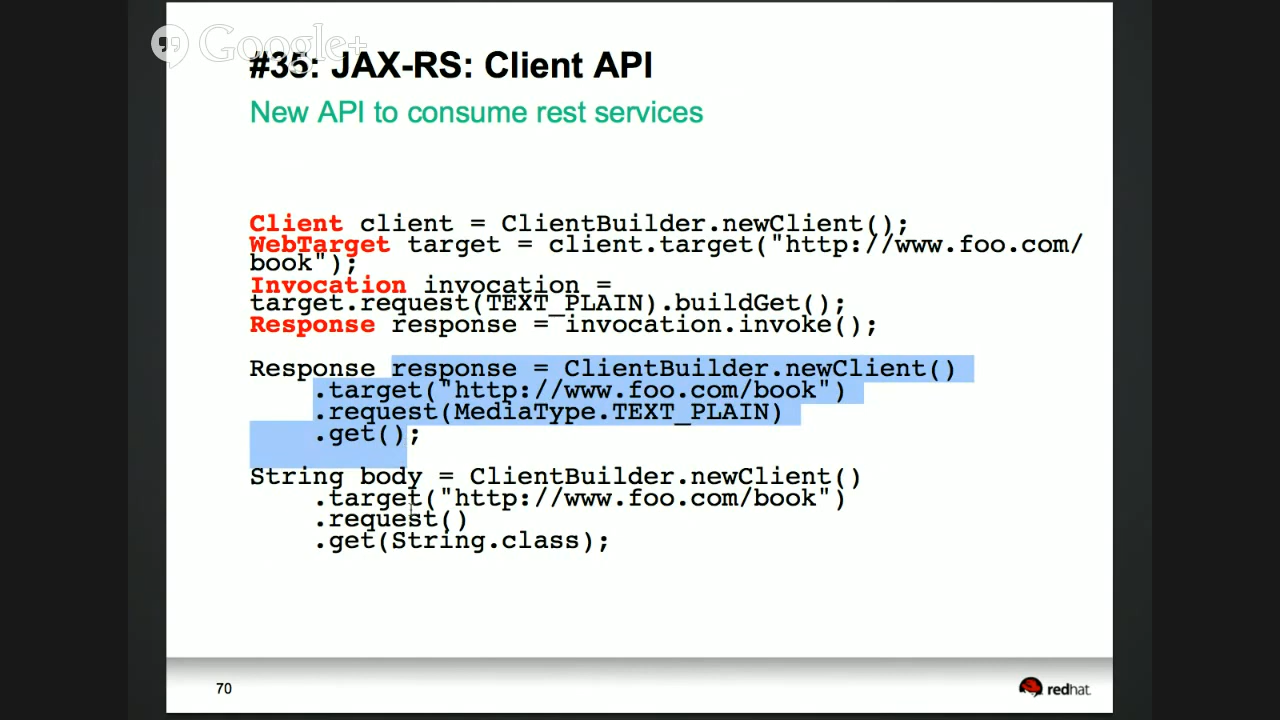 Google+
#35: JAX-RS: Client API
New API to consume rest services
Client client = ClientBuilder.newClient();
WebTarget target = client.target("http://www.foo.com/
book");
Invocation invocation =
target.request(TEXT_PLAIN).buildGet();
Response response = invocation.invoke();
Response response = ClientBuilder.newClient()
.target("http://www.foo.com/book")
.request(MediaType.TEXT_PLAIN)
.get();
String body = ClientBuilder.newClient()
.target("http://www.foo.com/book")
.request()
.get(String.class);
70
redhat.